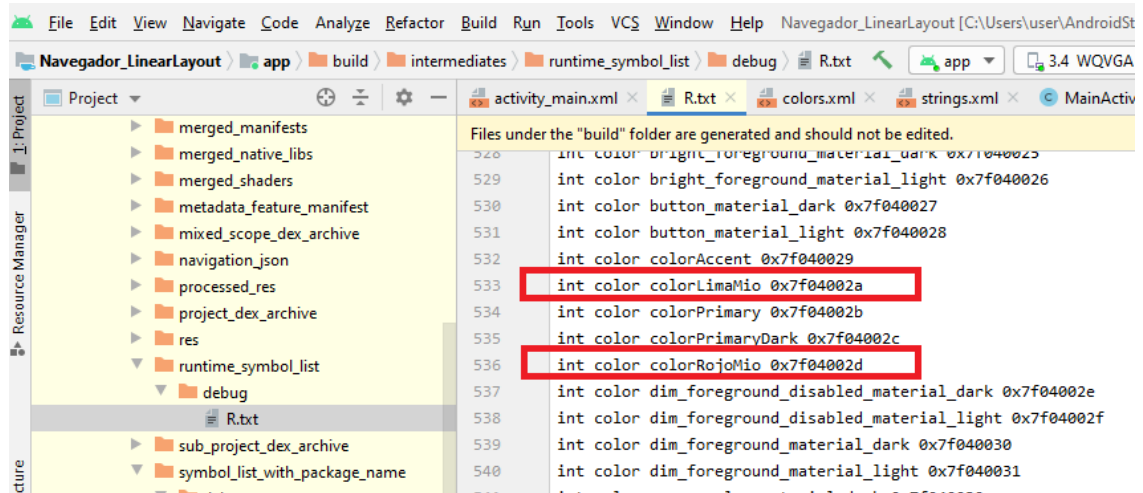 File Edit View Navigate Code Analyze Refactor Build Run Tools VCS Window Help Navegador_LinearLayout [C:\Users\user\AndroidSt
Navegador_LinearLayout app build intermediates runtime_symbol_list debug R.txt app 3.4 WQVGA
1: Project
Resource Manager
cture
Project
merged_manifests
merged_native_libs
merged_shaders
metadata_feature_manifest
mixed_scope_dex_archive
navigation_json
processed_res
project_dex_archive
res
runtime_symbol_list
debug
R.txt
sub_project_dex_archive
symbol_list_with_package_name
activity_main.xml R.txt colors.xml strings.xml MainActiv
Files under the "build" folder are generated and should not be edited.
528 int color bright_foreground_material_dark 0x7f040025
529 int color bright_foreground_material_light 0x7f040026
530 int color button_material_dark 0x7f040027
531 int color button_material_light 0x7f040028
532 int color colorAccent 0x7f040029
533 int color colorLimaMio 0x7f04002a
534 int color colorPrimary 0x7f04002b
535 int color colorPrimaryDark 0x7f04002c
536 int color colorRojoMio 0x7f04002d
537 int color dim_foreground_disabled_material_dark 0x7f04002e
538 int color dim_foreground_disabled_material_light 0x7f04002f
539 int color dim_foreground_material_dark 0x7f040030
540 int color dim_foreground_material_light 0x7f040031